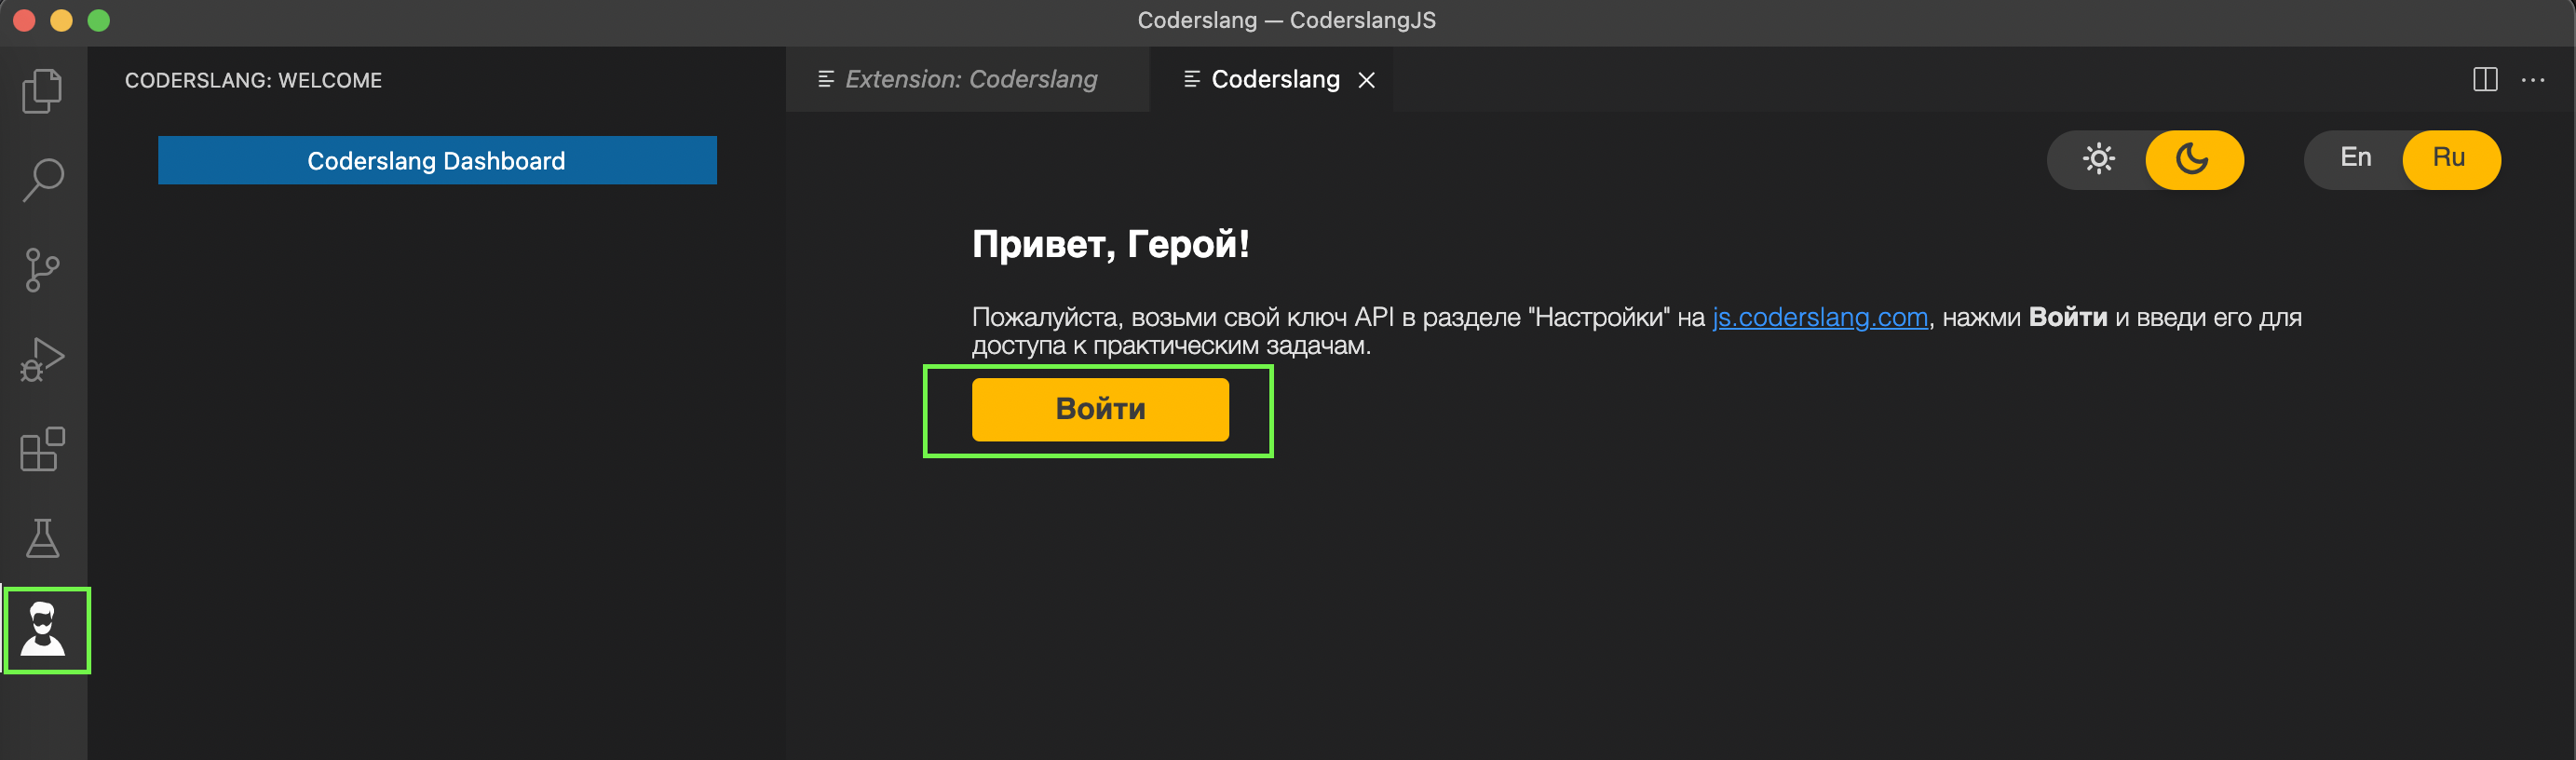 Coderslang — CoderslangJS
CODERSLANG: WELCOME
Extension: Coderslang
Coderslang
Coderslang Dashboard
En
Ru
Привет, Герой!
Пожалуйста, возьми свой ключ API в разделе "Настройки" на js.coderslang.com, нажми Войти и введи его для
доступа к практическим задачам.
Войти